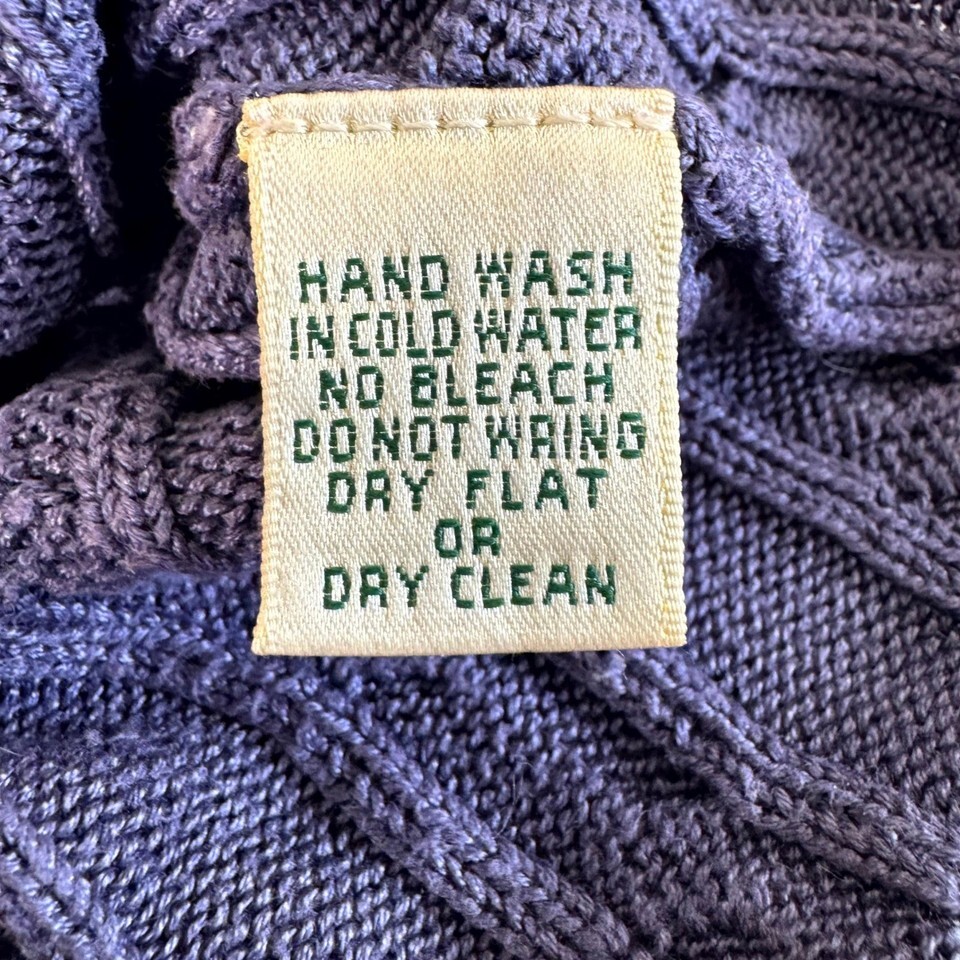 HAND WASH
IN COLD WATER
NO BLEACH
DO NOT WRING
DRY FLAT
OR
DRY CLEAN